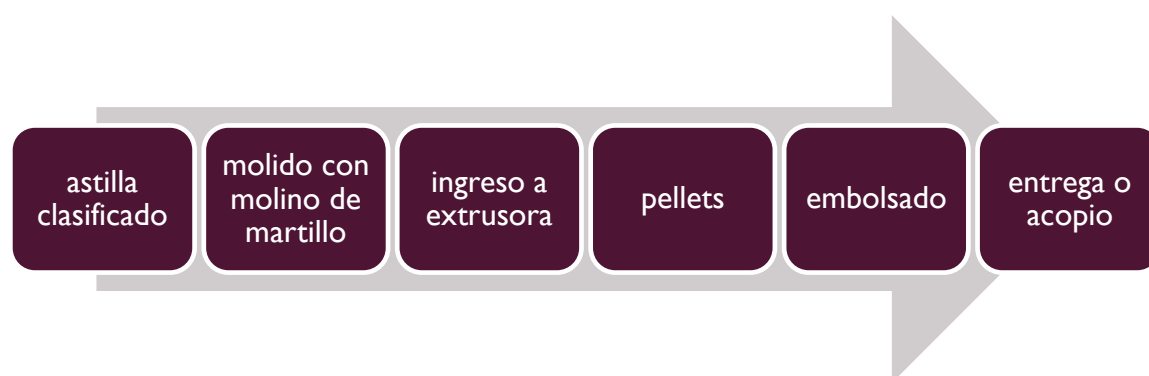 astilla
clasificado
molido con
molino de
martillo
ingreso a
extrusora
pellets
embolsado
entrega o
acopio